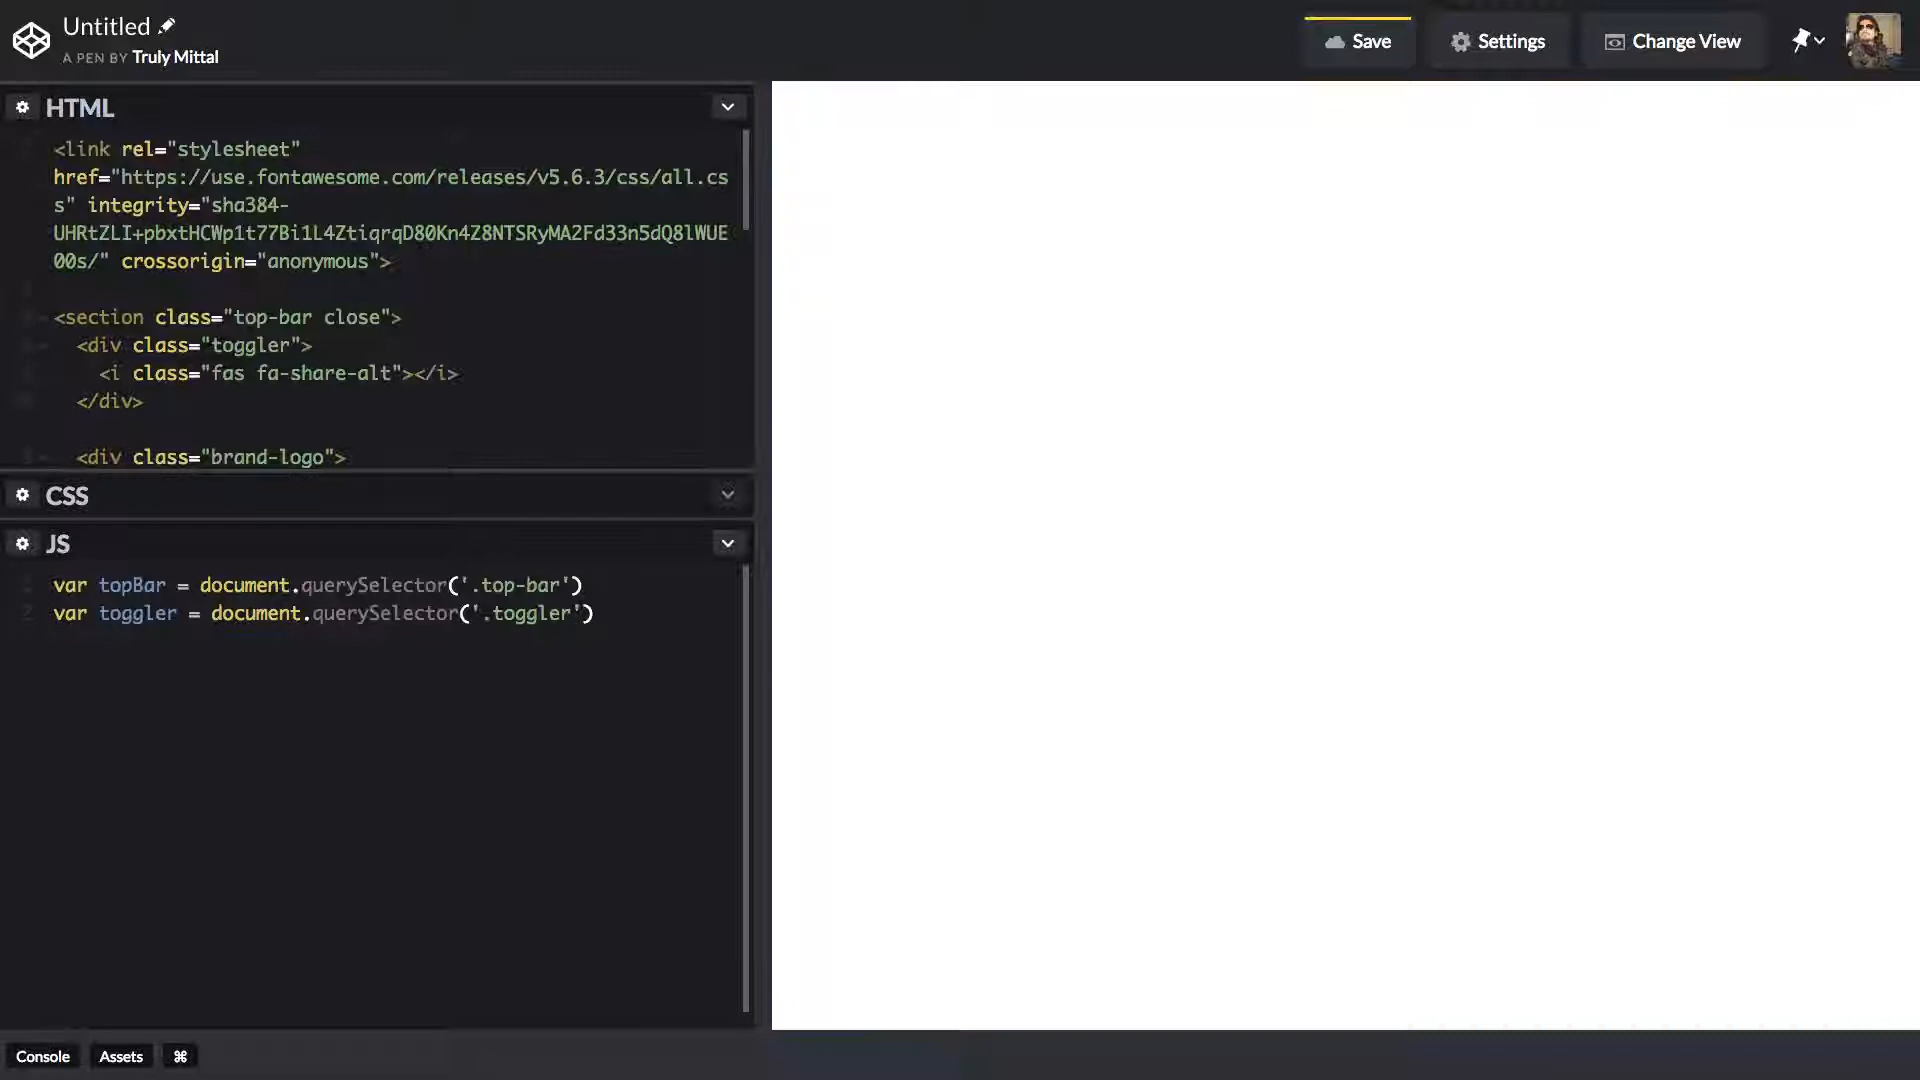 Untitled
A PEN BY Truly Mittal
Save
Settings
Change View
HTML
<link rel="stylesheet"
href="https://use.fontawesome.com/releases/v5.6.3/css/all.cs
s" integrity="sha384-
UHRtZLI+pbxtHCWp1t77Bi1L4ZtiqrqD80Kn4Z8NTSRyMA2Fd33n5dQ8lWUE
00s/" crossorigin="anonymous">
<section class="top-bar close">
<div class="toggler">
<i class="fas fa-share-alt"></i>
</div>
<div class="brand-logo">
CSS
JS
var topBar = document.querySelector('.top-bar')
2 var toggler = document.querySelector('.toggler')
Console
Assets
⌘